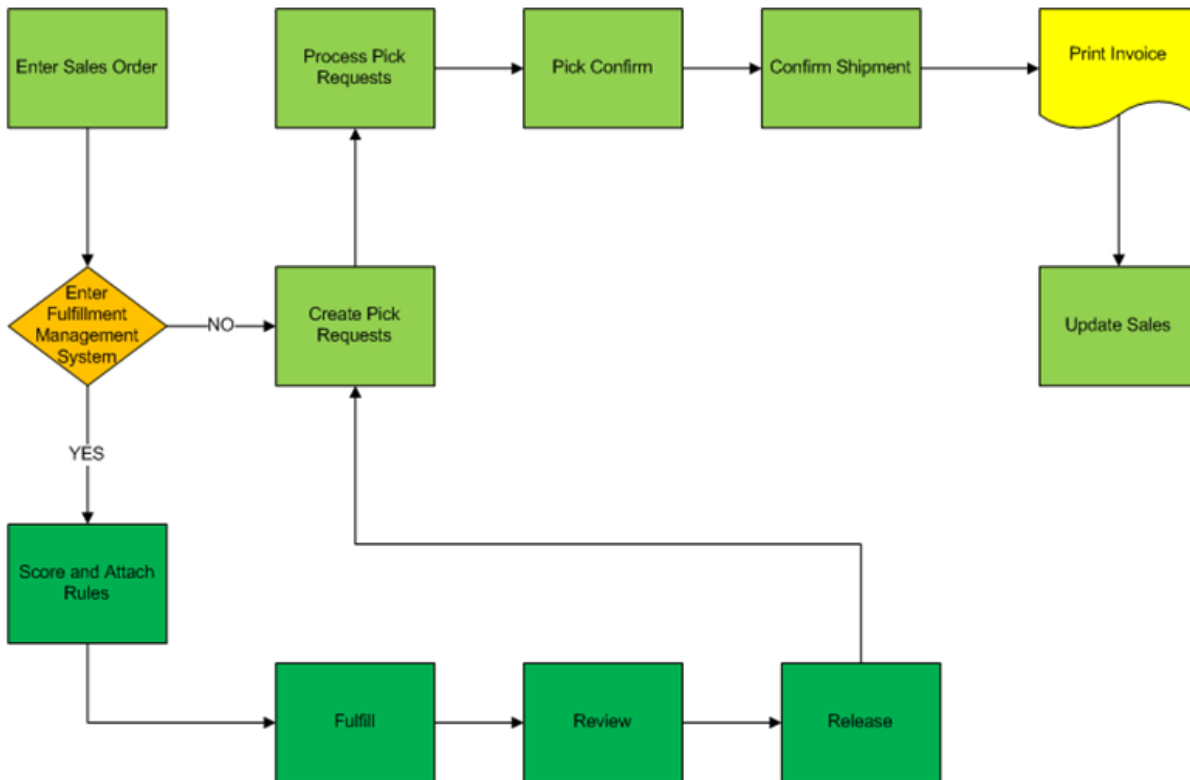 Enter Sales Order
Process Pick
Requests
Pick Confirm
Confirm Shipment
Print Invoice
Enter
Fulfillment
Management
System
NO
Create Pick
Requests
Update Sales
YES
Score and Attach
Rules
Fulfill
Review
Release